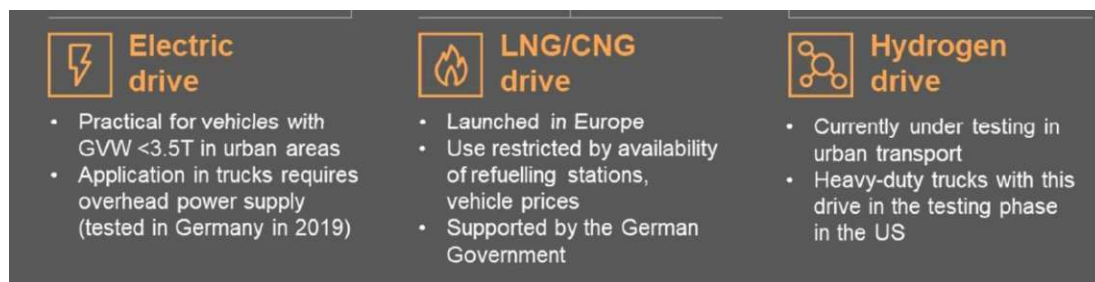 Electric
drive
• Practical for vehicles with
GVW <3.5T in urban areas
• Application in trucks requires
overhead power supply
(tested in Germany in 2019)
LNG/CNG
drive
• Launched in Europe
• Use restricted by availability
of refuelling stations,
vehicle prices
• Supported by the German
Government
Hydrogen
drive
• Currently under testing in
urban transport
• Heavy-duty trucks with this
drive in the testing phase
in the US